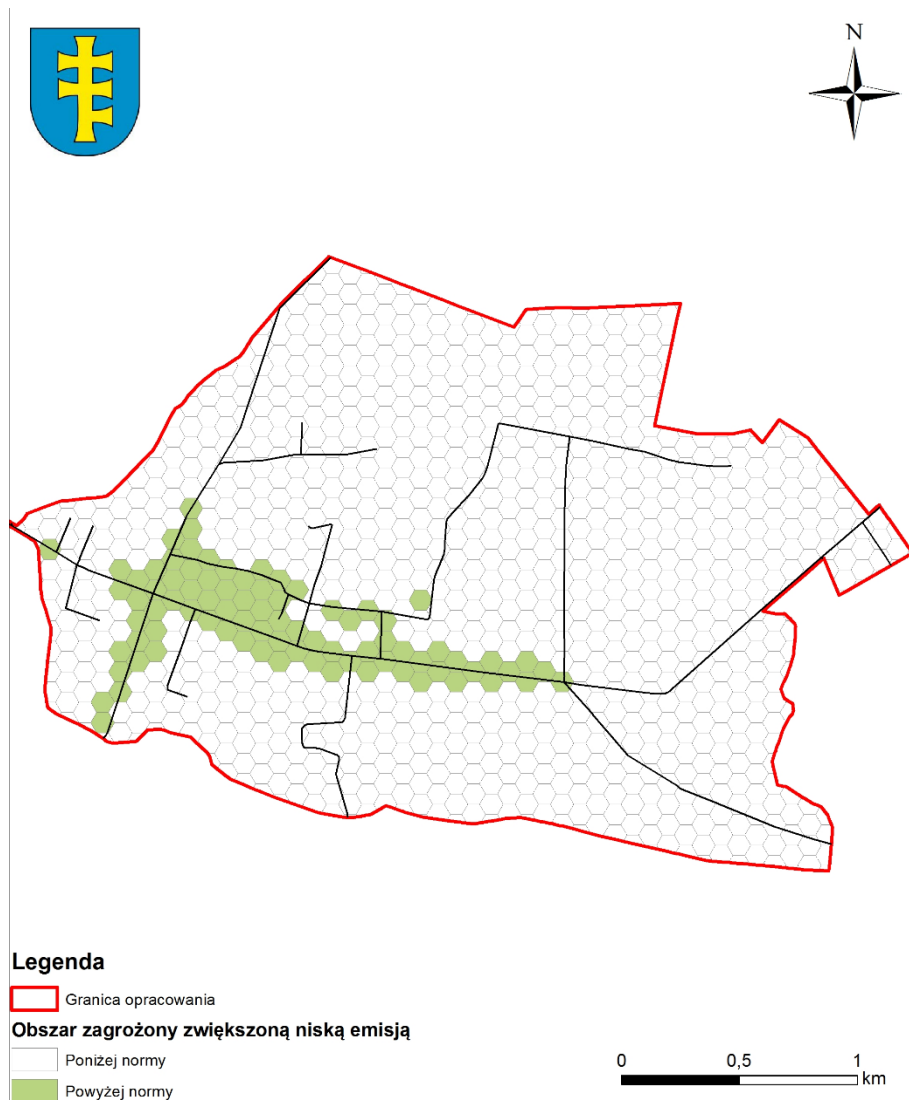 N
Legenda
Granica opracowania
Obszar zagrożony zwiększoną niską emisją
Poniżej normy
Powyżej normy
0 0,5 1
km